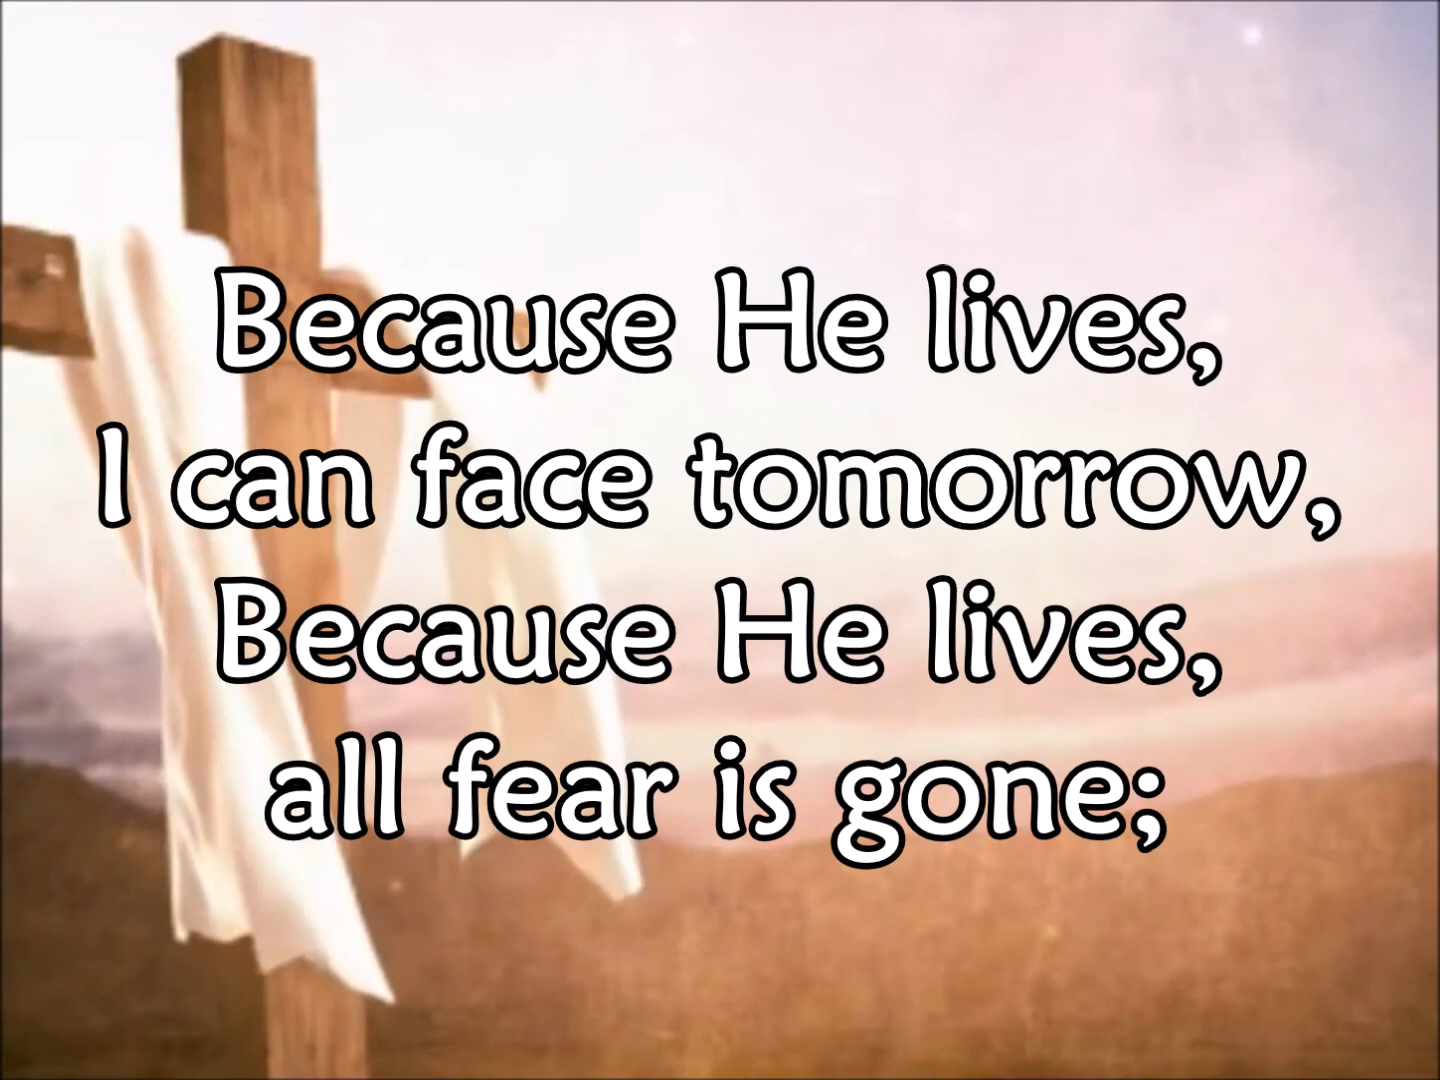 Because He lives,
I can face tomorrow,
Because He lives,
all fear is gone;